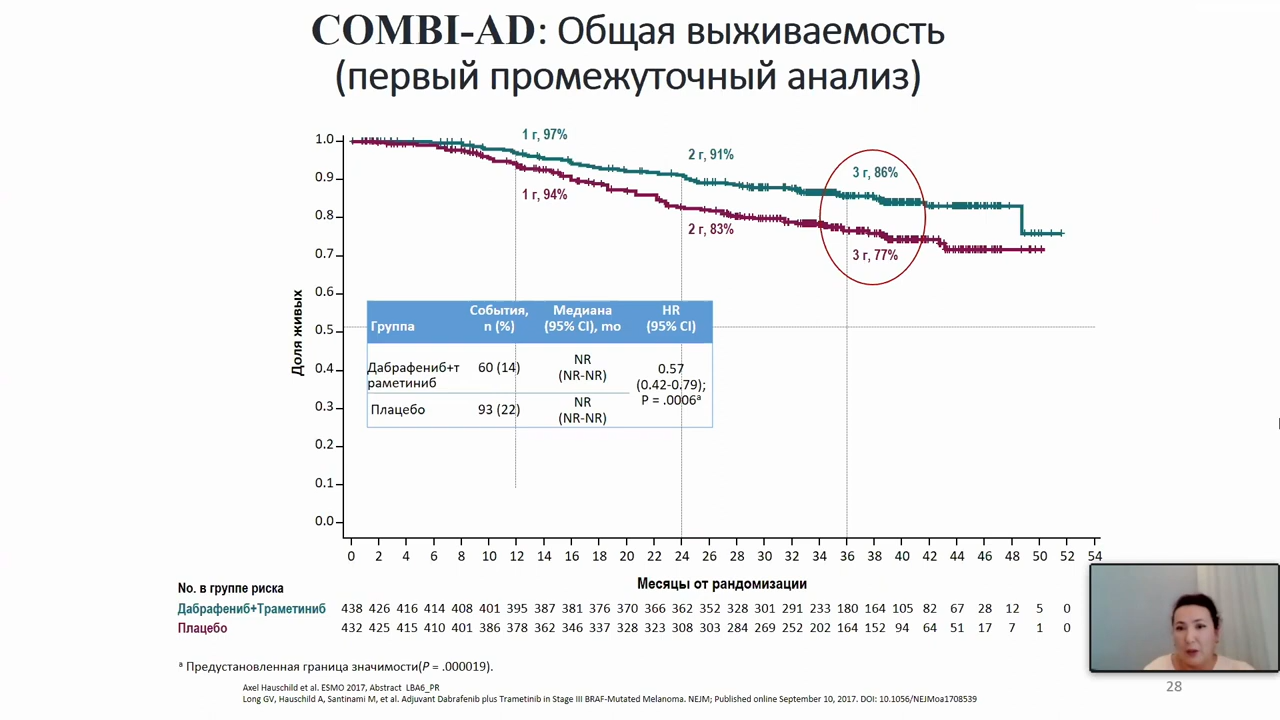 COMBI-AD: Общая выживаемость
(первый промежуточный анализ)
1.0
0.9
0.8
0.7
0.6
0.5
0.4
0.3
0.2
0.1
0.0
Доля живых
1 г, 97%
2 г, 91%
3 г, 86%
1 г, 94%
2 г, 83%
3 г, 77%
Группа События, n (%) Медиана (95% CI), mo HR (95% CI)
Дабрафениб+т
раметиниб 60 (14) NR (NR-NR) 0.57 (0.42-0.79); P = .0006ᵃ
Плацебо 93 (22) NR (NR-NR)
0 2 4 6 8 10 12 14 16 18 20 22 24 26 28 30 32 34 36 38 40 42 44 46 48 50 52 54
Месяцы от рандомизации
No. в группе риска
Дабрафениб+Траметиниб 438 426 416 414 408 401 395 387 381 376 370 366 362 352 328 301 291 233 180 164 105 82 67 28 12 5 0
Плацебо 432 425 415 410 401 386 378 362 346 337 328 323 308 303 284 269 252 202 164 152 94 64 51 17 7 1 0
ᵃ Предустановленная граница значимости(P = .000019).
Axel Hauschild et al. ESMO 2017, Abstract LBA6_PR
Long GV, Hauschild A, Santinami M, et al. Adjuvant Dabrafenib plus Trametinib in Stage III BRAF-Mutated Melanoma. NEJM; Published online September 10, 2017. DOI: 10.1056/NEJMoa1708539
28